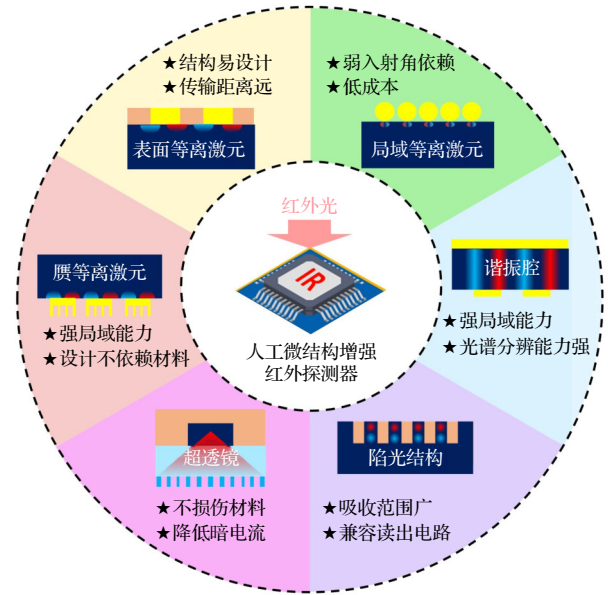 ★结构易设计
★传输距离远
表面等离激元
★弱入射角依赖
★低成本
局域等离激元
谐振腔
★强局域能力
★光谱分辨能力强
陷光结构
★吸收范围广
★兼容读出电路
超透镜
★不损伤材料
★降低暗电流
赝等离激元
★强局域能力
★设计不依赖材料
红外光
IR
人工微结构增强
红外探测器